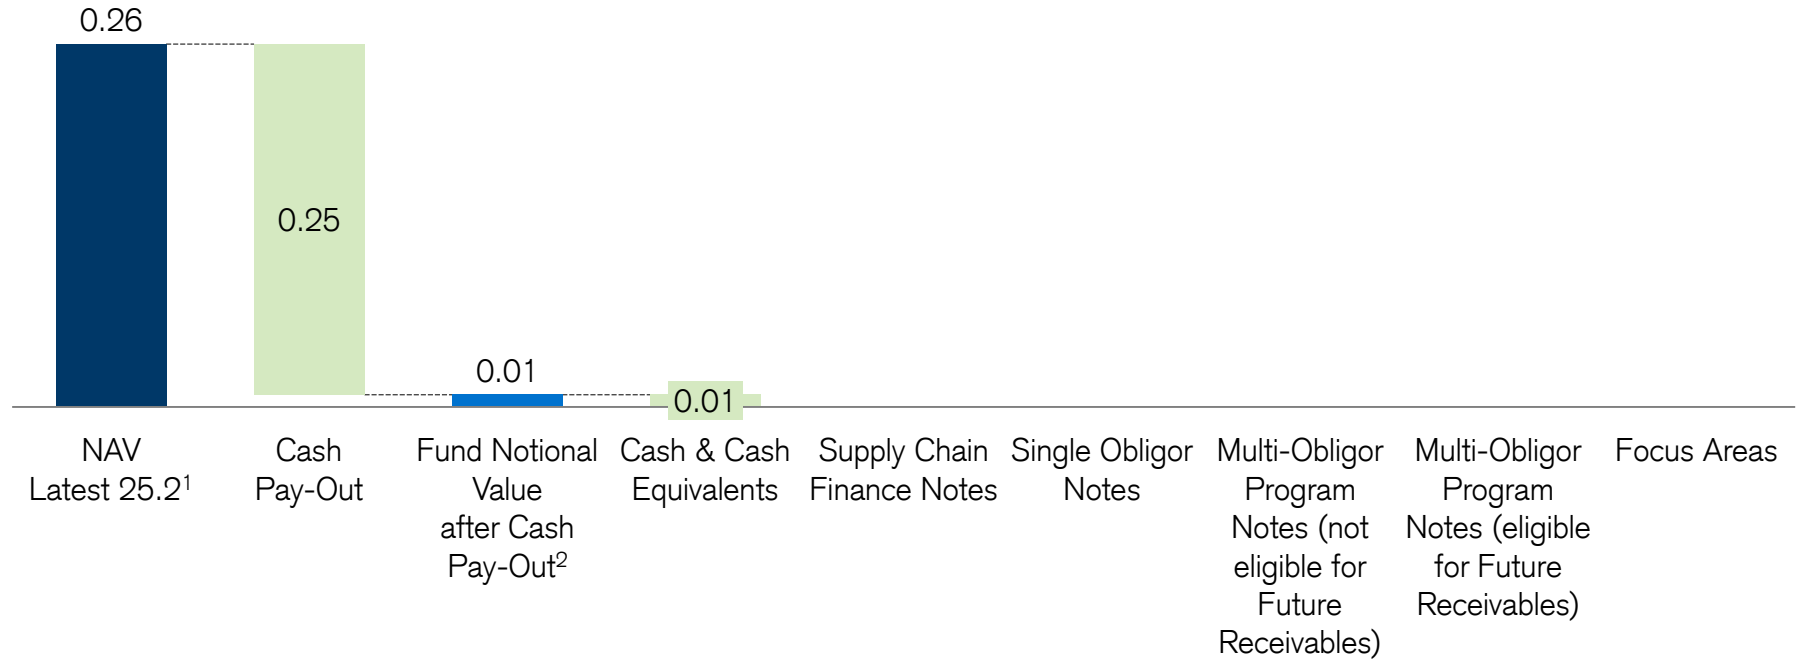 0.26
0.25
0.01
0.01
NAV
Latest 25.2¹
Cash
Pay-Out
Fund Notional
Value
after Cash
Pay-Out²
Cash & Cash
Equivalents
Supply Chain
Finance Notes
Single Obligor
Notes
Multi-Obligor
Program
Notes (not
eligible for
Future
Receivables)
Multi-Obligor
Program
Notes (eligible
for Future
Receivables)
Focus Areas